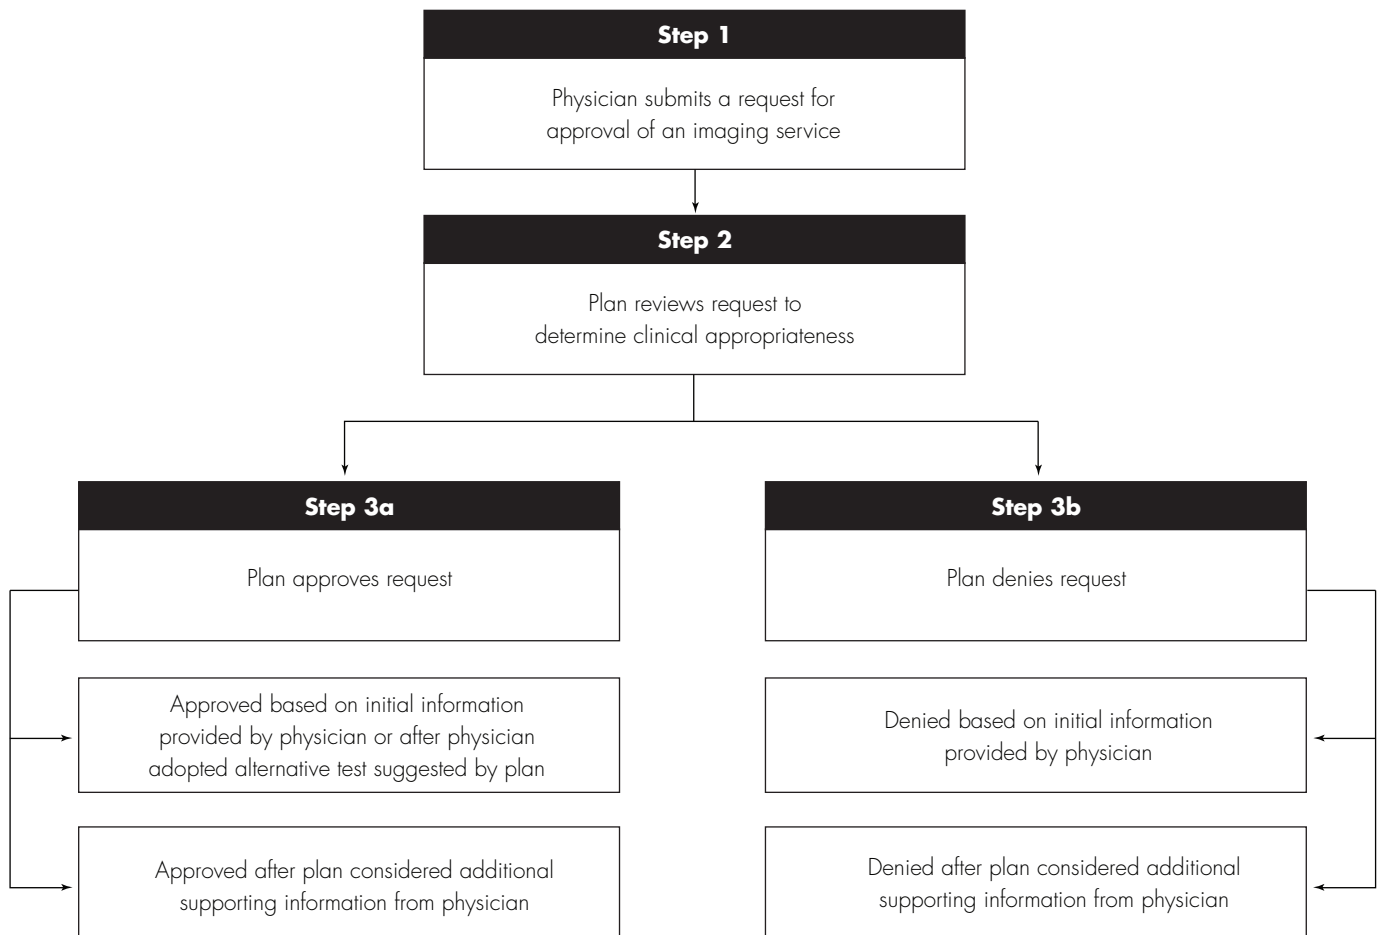 Step 1
Physician submits a request for
approval of an imaging service
Step 2
Plan reviews request to
determine clinical appropriateness
Step 3a
Plan approves request
Approved based on initial information
provided by physician or after physician
adopted alternative test suggested by plan
Approved after plan considered additional
supporting information from physician
Step 3b
Plan denies request
Denied based on initial information
provided by physician
Denied after plan considered additional
supporting information from physician